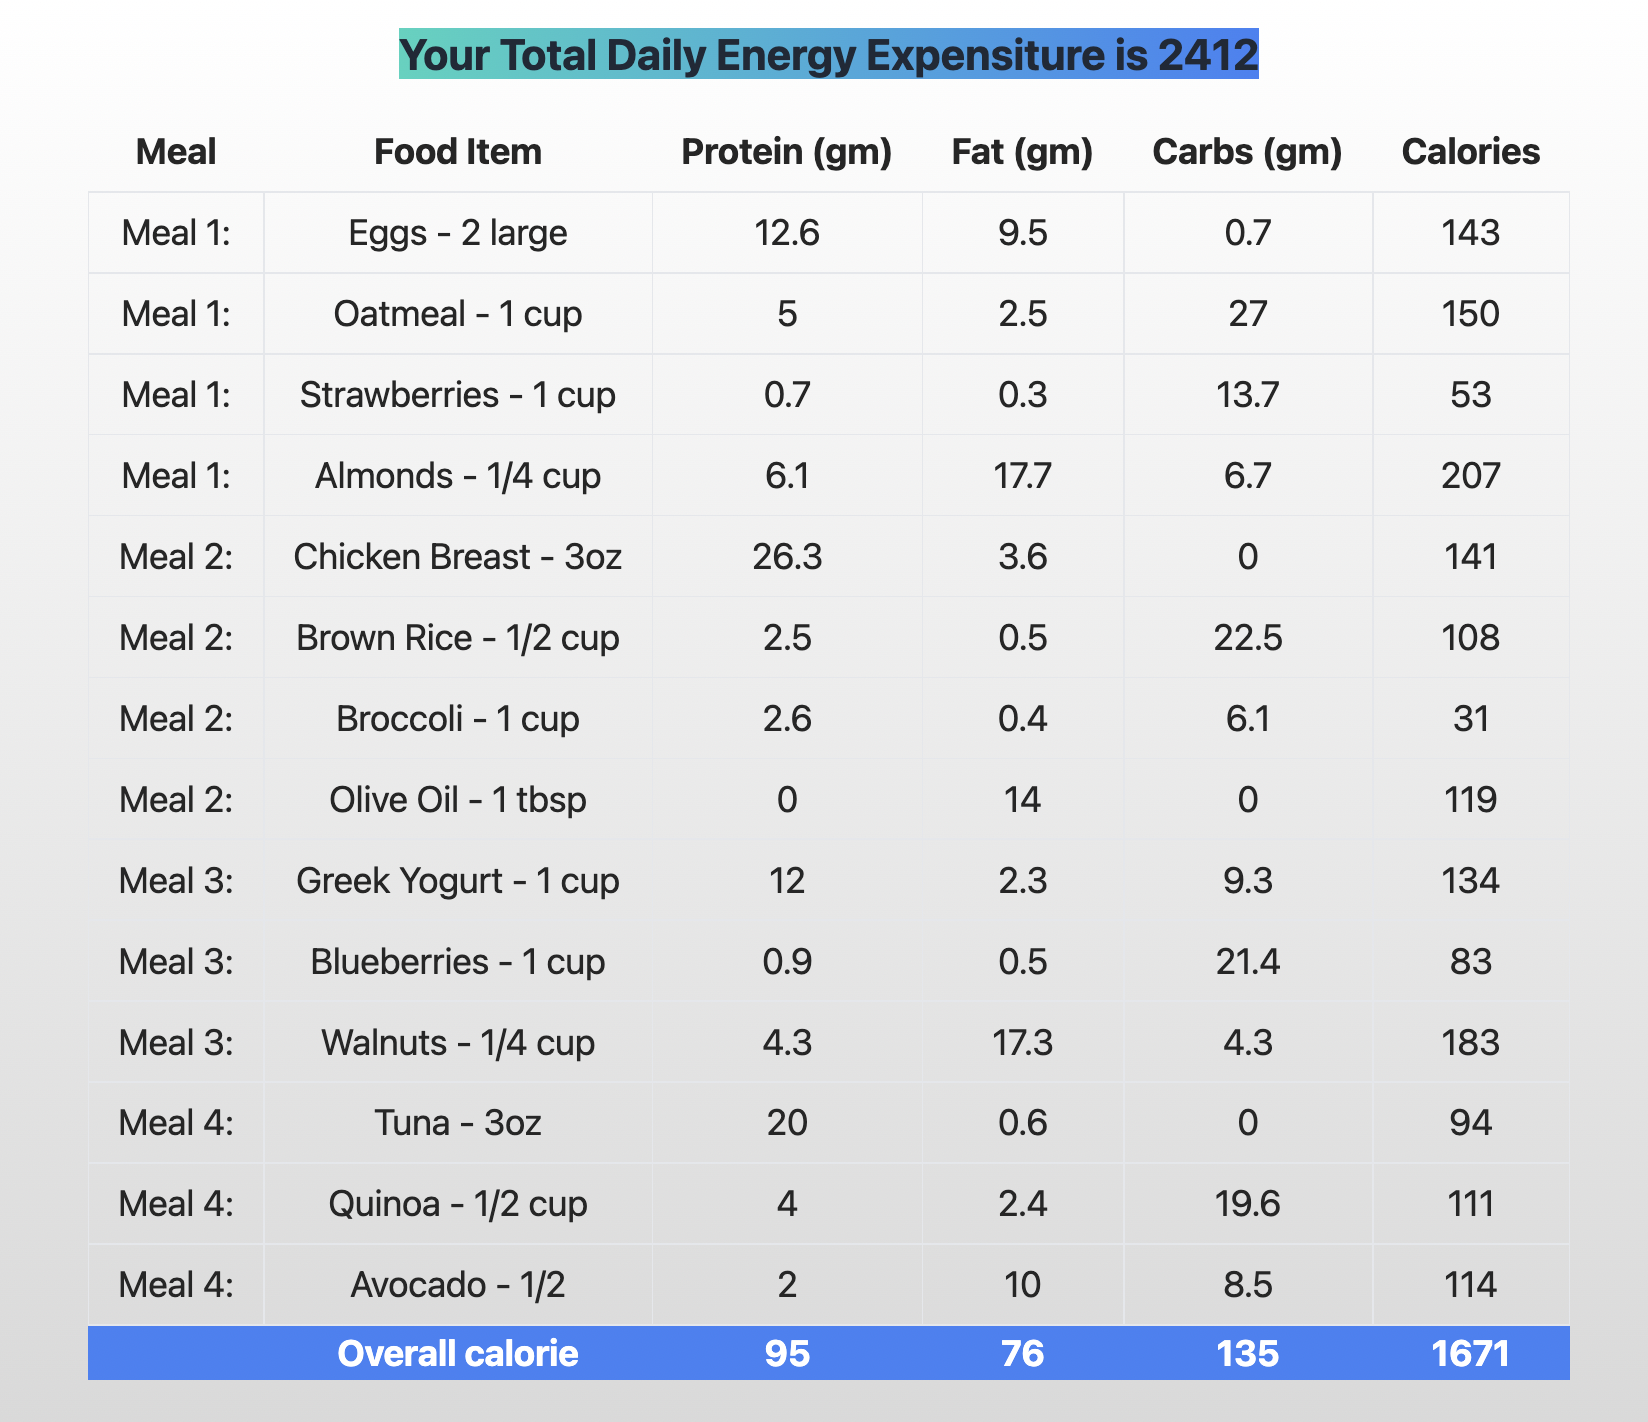 Your Total Daily Energy Expensiture is 2412
Meal Food Item Protein (gm) Fat (gm) Carbs (gm) Calories
Meal 1: Eggs - 2 large 12.6 9.5 0.7 143
Meal 1: Oatmeal - 1 cup 5 2.5 27 150
Meal 1: Strawberries - 1 cup 0.7 0.3 13.7 53
Meal 1: Almonds - 1/4 cup 6.1 17.7 6.7 207
Meal 2: Chicken Breast - 3oz 26.3 3.6 0 141
Meal 2: Brown Rice - 1/2 cup 2.5 0.5 22.5 108
Meal 2: Broccoli - 1 cup 2.6 0.4 6.1 31
Meal 2: Olive Oil - 1 tbsp 0 14 0 119
Meal 3: Greek Yogurt - 1 cup 12 2.3 9.3 134
Meal 3: Blueberries - 1 cup 0.9 0.5 21.4 83
Meal 3: Walnuts - 1/4 cup 4.3 17.3 4.3 183
Meal 4: Tuna - 3oz 20 0.6 0 94
Meal 4: Quinoa - 1/2 cup 4 2.4 19.6 111
Meal 4: Avocado - 1/2 2 10 8.5 114
Overall calorie 95 76 135 1671